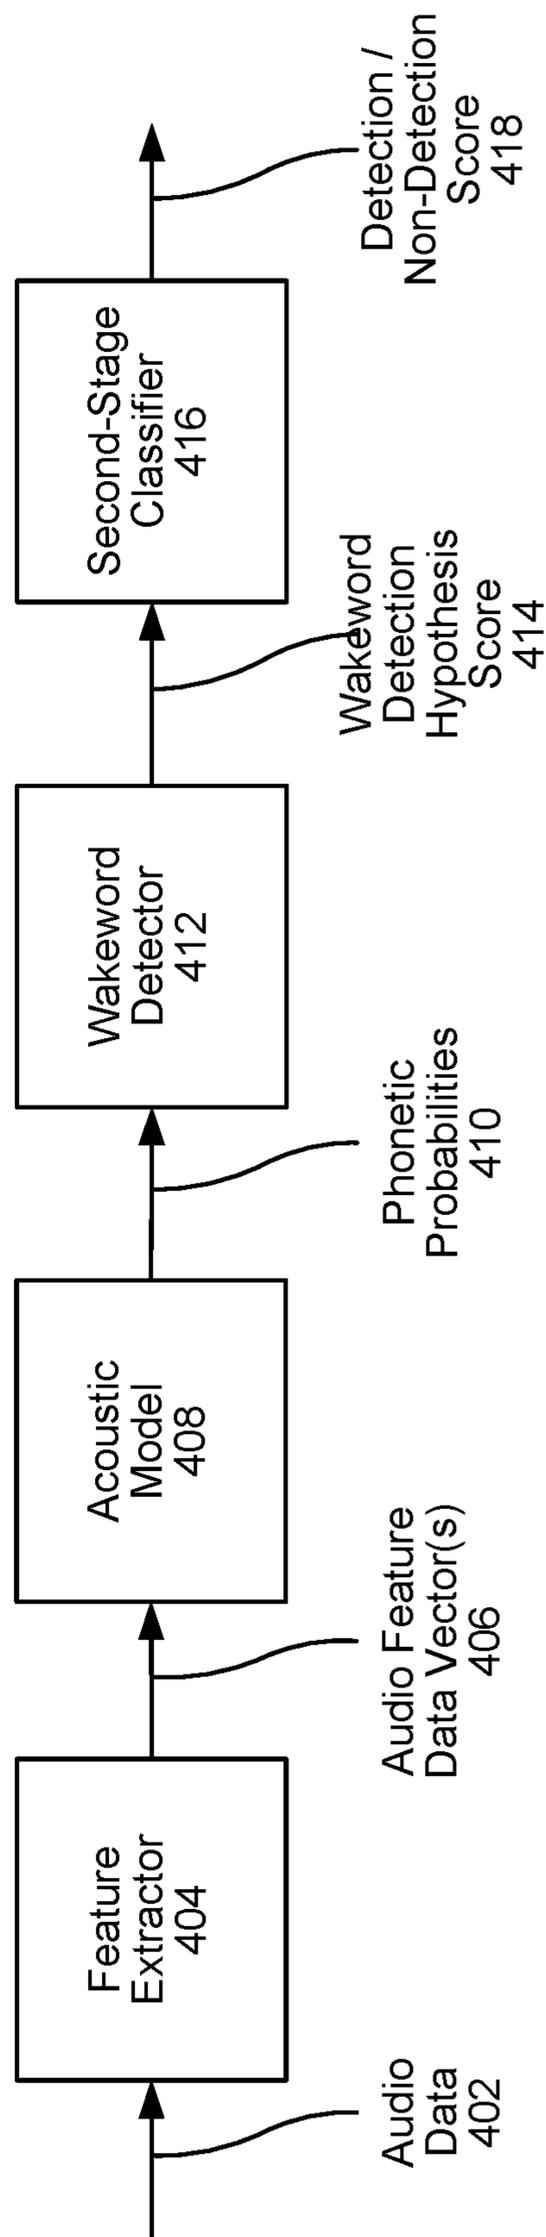 Audio
Data
402
Feature
Extractor
404
Audio Feature
Data Vector(s)
406
Acoustic
Model
408
Phonetic
Probabilities
410
Wakeword
Detector
412
Wakeword
Detection
Hypothesis
Score
414
Second-Stage
Classifier
416
Detection /
Non-Detection
Score
418